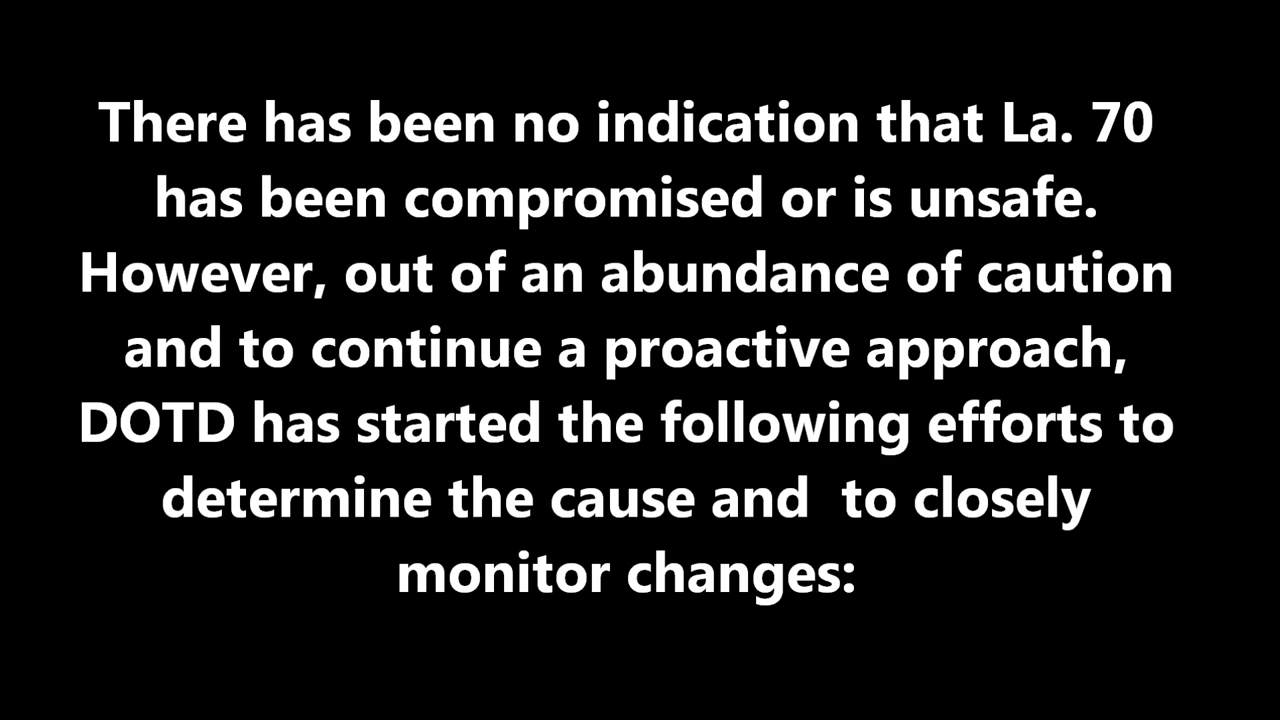 There has been no indication that La. 70
has been compromised or is unsafe.
However, out of an abundance of caution
and to continue a proactive approach,
DOTD has started the following efforts to
determine the cause and  to closely
monitor changes: